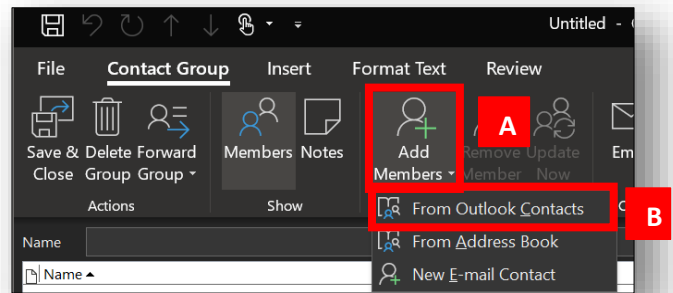 Untitled -
File Contact Group Insert Format Text Review
Save & Close
Delete Group
Forward Group
Members
Notes
Add Members
A
Remove Member
Update Now
Em
Actions
Show
From Outlook Contacts
B
Name
From Address Book
Name
New E-mail Contact